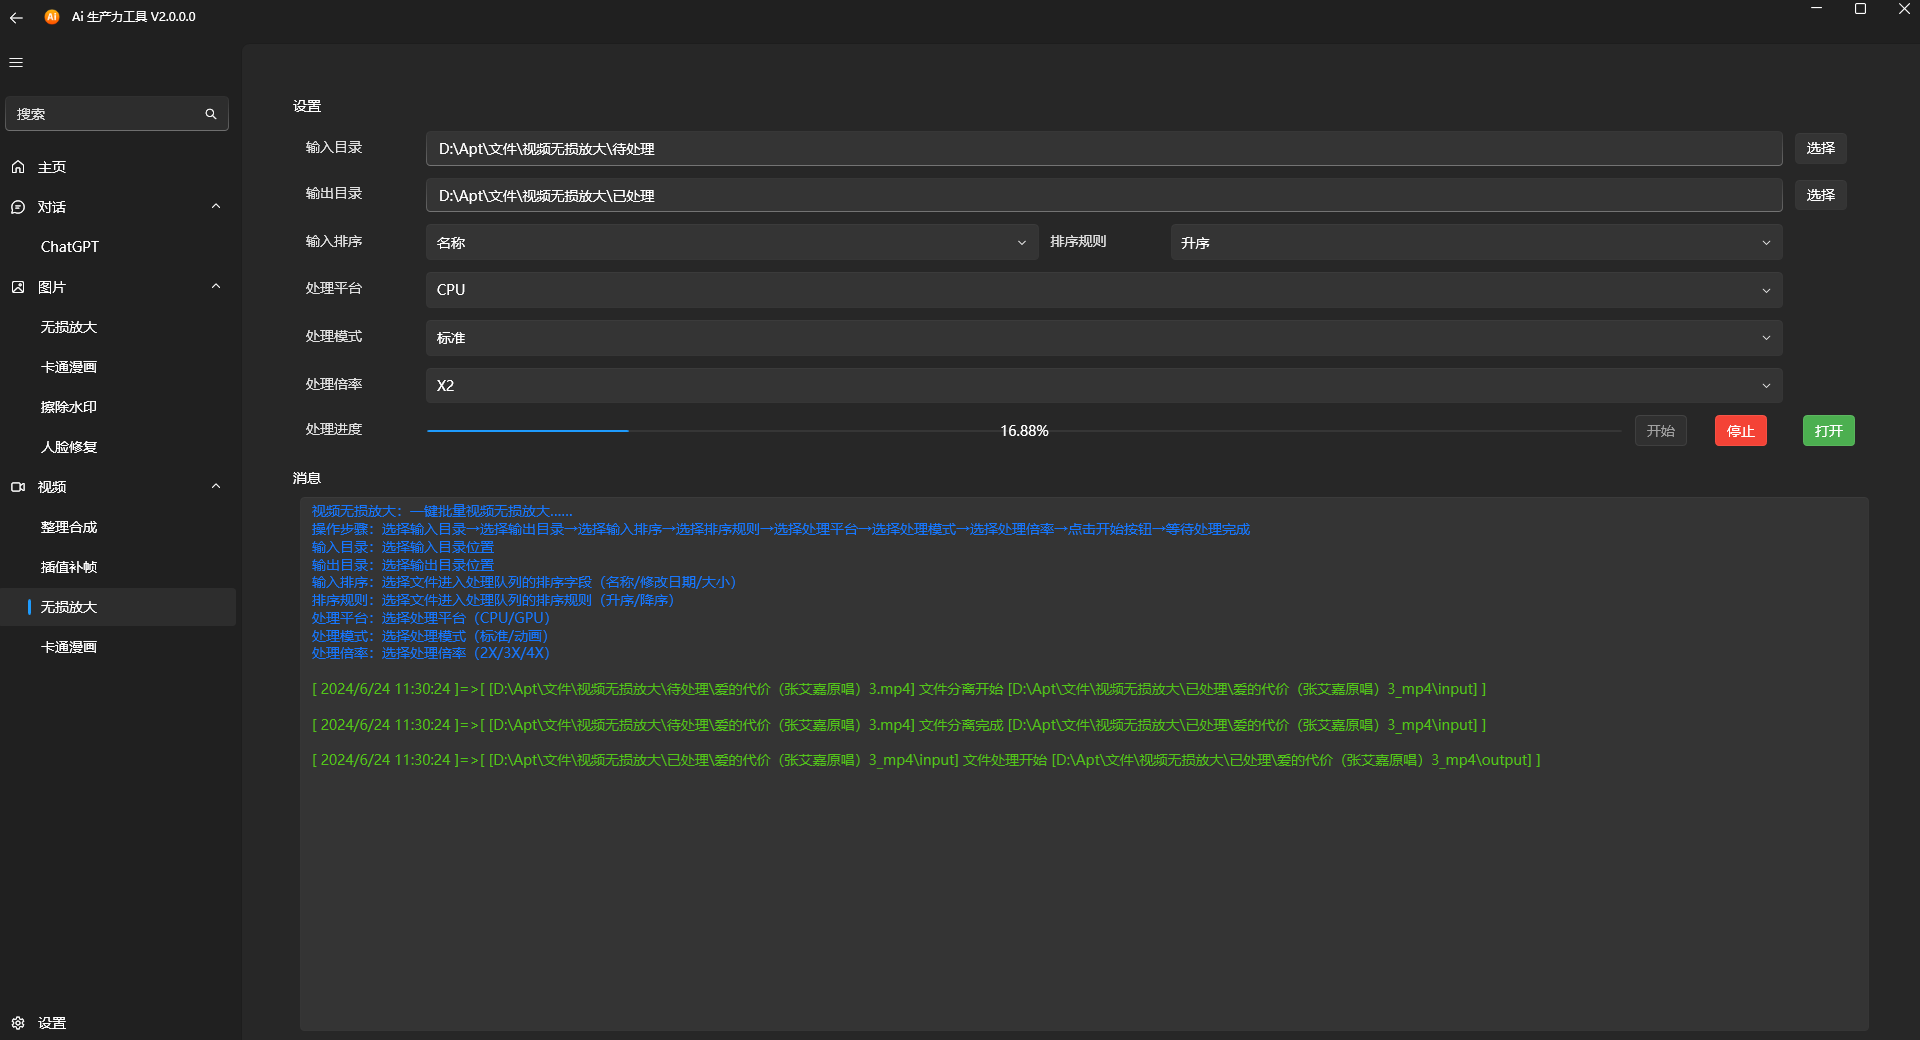 Ai 生产力工具 V2.0.0.0
搜索
主页
对话
ChatGPT
图片
无损放大
卡通漫画
擦除水印
人脸修复
视频
整理合成
插值补帧
无损放大
卡通漫画
设置
设置
输入目录 D:\Apt\文件\视频无损放大\待处理 选择
输出目录 D:\Apt\文件\视频无损放大\已处理 选择
输入排序 名称 排序规则 升序
处理平台 CPU
处理模式 标准
处理倍率 X2
处理进度 16.88% 开始 停止 打开
消息
视频无损放大：一键批量视频无损放大......
操作步骤：选择输入目录→选择输出目录→选择输入排序→选择排序规则→选择处理平台→选择处理模式→选择处理倍率→点击开始按钮→等待处理完成
输入目录：选择输入目录位置
输出目录：选择输出目录位置
输入排序：选择文件进入处理队列的排序字段（名称/修改日期/大小）
排序规则：选择文件进入处理队列的排序规则（升序/降序）
处理平台：选择处理平台（CPU/GPU）
处理模式：选择处理模式（标准/动画）
处理倍率：选择处理倍率（2X/3X/4X）
[ 2024/6/24 11:30:24 ]=>[ [D:\Apt\文件\视频无损放大\待处理\爱的代价（张艾嘉原唱）3.mp4] 文件分离开始 [D:\Apt\文件\视频无损放大\已处理\爱的代价（张艾嘉原唱）3_mp4\input] ]
[ 2024/6/24 11:30:24 ]=>[ [D:\Apt\文件\视频无损放大\待处理\爱的代价（张艾嘉原唱）3.mp4] 文件分离完成 [D:\Apt\文件\视频无损放大\已处理\爱的代价（张艾嘉原唱）3_mp4\input] ]
[ 2024/6/24 11:30:24 ]=>[ [D:\Apt\文件\视频无损放大\已处理\爱的代价（张艾嘉原唱）3_mp4\input] 文件处理开始 [D:\Apt\文件\视频无损放大\已处理\爱的代价（张艾嘉原唱）3_mp4\output] ]